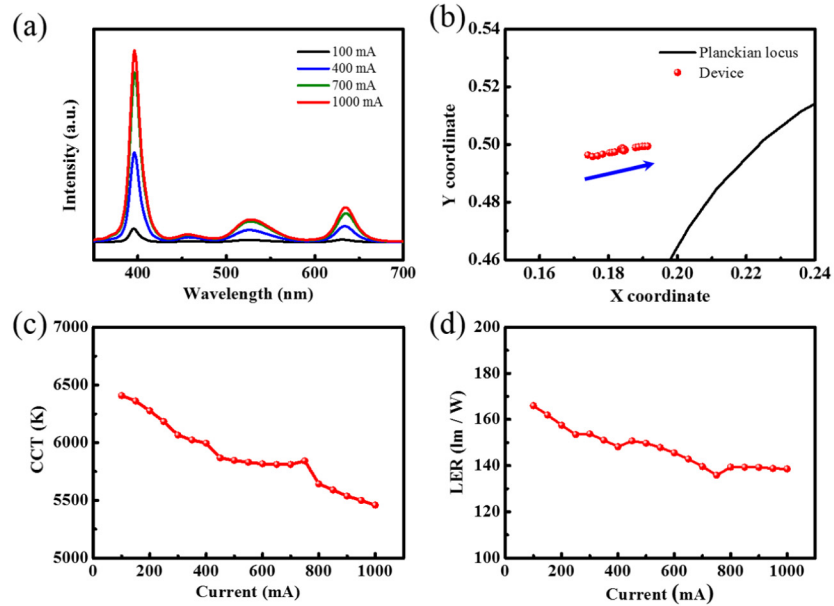 (a)
100 mA
400 mA
700 mA
1000 mA
Intensity (a.u.)
400
500
600
700
Wavelength (nm)
(b)
Planckian locus
Device
Y coordinate
0.54
0.52
0.50
0.48
0.46
0.16
0.18
0.20
0.22
0.24
X coordinate
(c)
CCT (K)
7000
6500
6000
5500
5000
0
200
400
600
800
1000
Current (mA)
(d)
LER (lm / W)
200
180
160
140
120
100
0
200
400
600
800
1000
Current (mA)